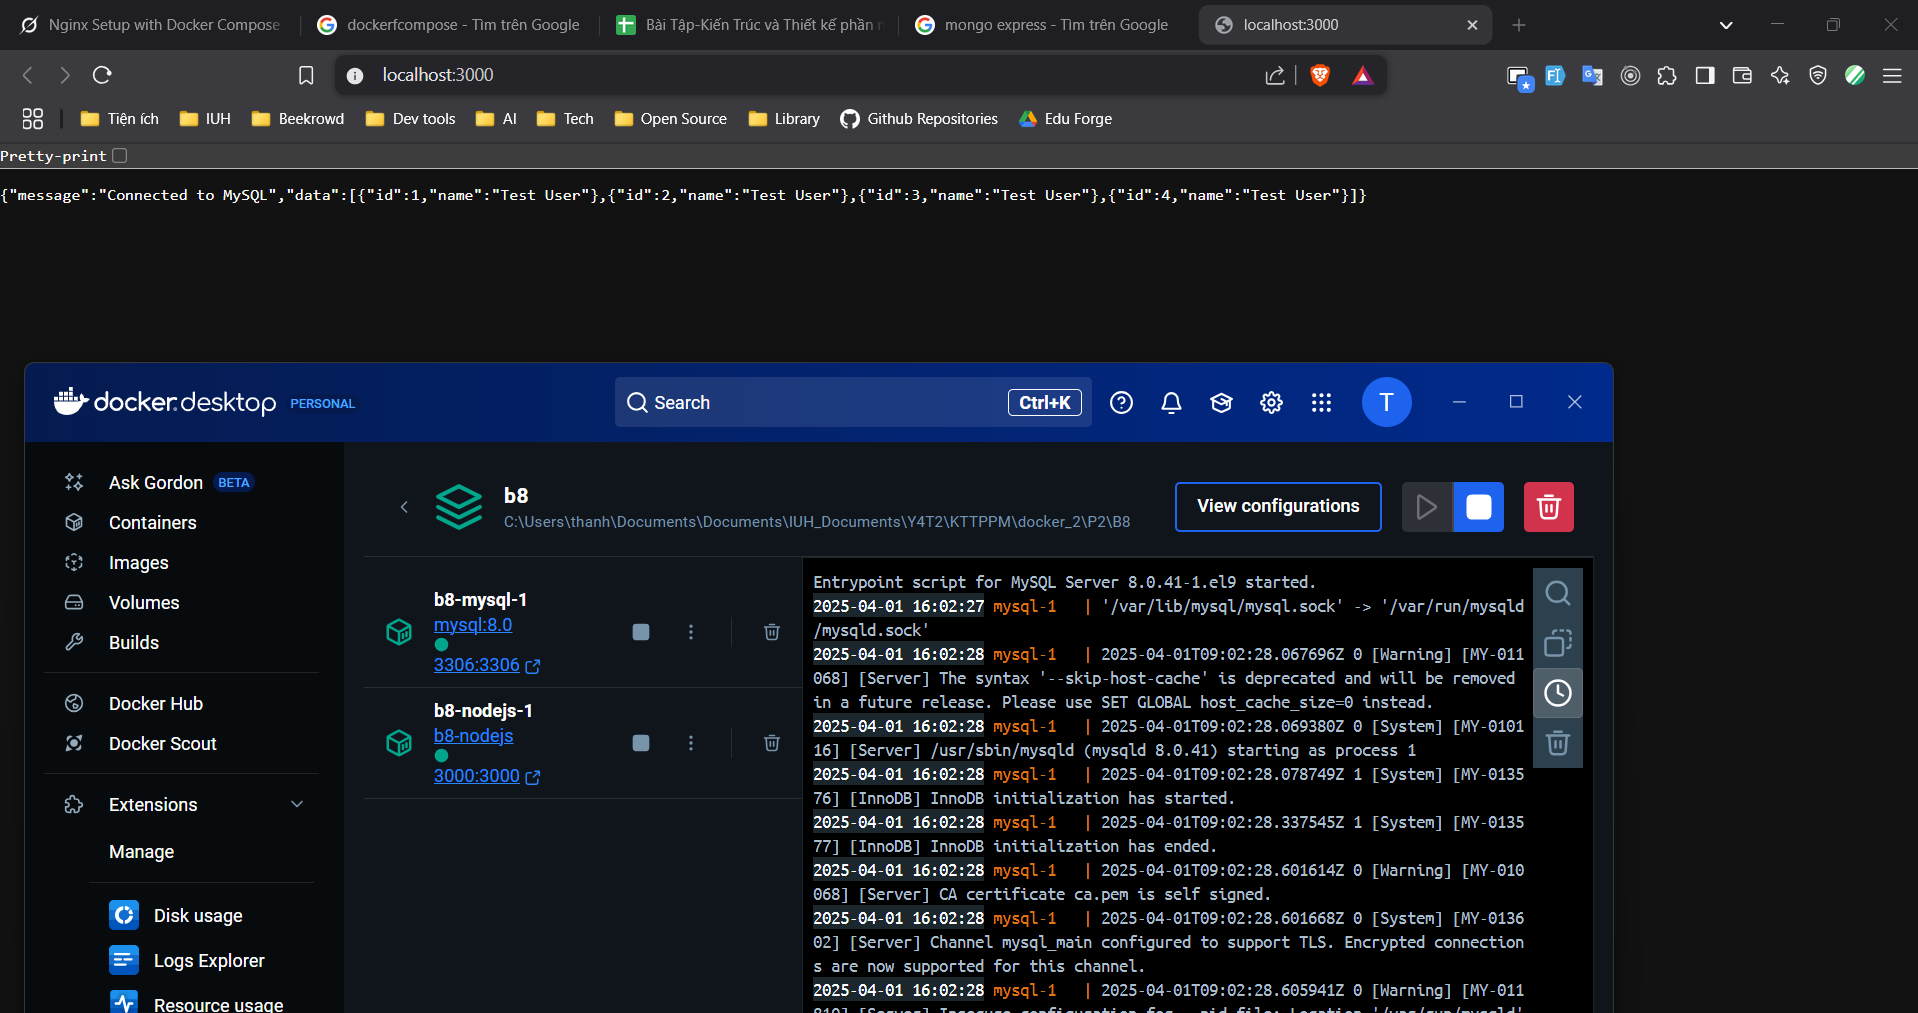 Nginx Setup with Docker Compose
dockerfcompose - Tìm trên Google
Bài Tập-Kiến Trúc và Thiết kế phần
mongo express - Tìm trên Google
localhost:3000
localhost:3000
Tiện ích
IUH
Beekrowd
Dev tools
AI
Tech
Open Source
Library
Github Repositories
Edu Forge
Pretty-print
{"message":"Connected to MySQL","data":[{"id":1,"name":"Test User"},{"id":2,"name":"Test User"},{"id":3,"name":"Test User"},{"id":4,"name":"Test User"}]}
docker.desktop PERSONAL
Search
Ctrl+K
T
Ask Gordon BETA
Containers
Images
Volumes
Builds
Docker Hub
Docker Scout
Extensions
Manage
Disk usage
Logs Explorer
Resource usage
b8
C:\Users\thanh\Documents\Documents\IUH_Documents\Y4T2\KTTPPM\docker_2\P2\B8
View configurations
b8-mysql-1
mysql:8.0
3306:3306
b8-nodejs-1
b8-nodejs
3000:3000
Entrypoint script for MySQL Server 8.0.41-1.el9 started.
2025-04-01 16:02:27 mysql-1 | '/var/lib/mysql/mysql.sock' -> '/var/run/mysqld
/mysqld.sock'
2025-04-01 16:02:28 mysql-1 | 2025-04-01T09:02:28.067696Z 0 [Warning] [MY-011
068] [Server] The syntax '--skip-host-cache' is deprecated and will be removed
in a future release. Please use SET GLOBAL host_cache_size=0 instead.
2025-04-01 16:02:28 mysql-1 | 2025-04-01T09:02:28.069380Z 0 [System] [MY-0101
16] [Server] /usr/sbin/mysqld (mysqld 8.0.41) starting as process 1
2025-04-01 16:02:28 mysql-1 | 2025-04-01T09:02:28.078749Z 1 [System] [MY-0135
76] [InnoDB] InnoDB initialization has started.
2025-04-01 16:02:28 mysql-1 | 2025-04-01T09:02:28.337545Z 1 [System] [MY-0135
77] [InnoDB] InnoDB initialization has ended.
2025-04-01 16:02:28 mysql-1 | 2025-04-01T09:02:28.601614Z 0 [Warning] [MY-010
068] [Server] CA certificate ca.pem is self signed.
2025-04-01 16:02:28 mysql-1 | 2025-04-01T09:02:28.601668Z 0 [System] [MY-0136
02] [Server] Channel mysql_main configured to support TLS. Encrypted connection
s are now supported for this channel.
2025-04-01 16:02:28 mysql-1 | 2025-04-01T09:02:28.605941Z 0 [Warning] [MY-011